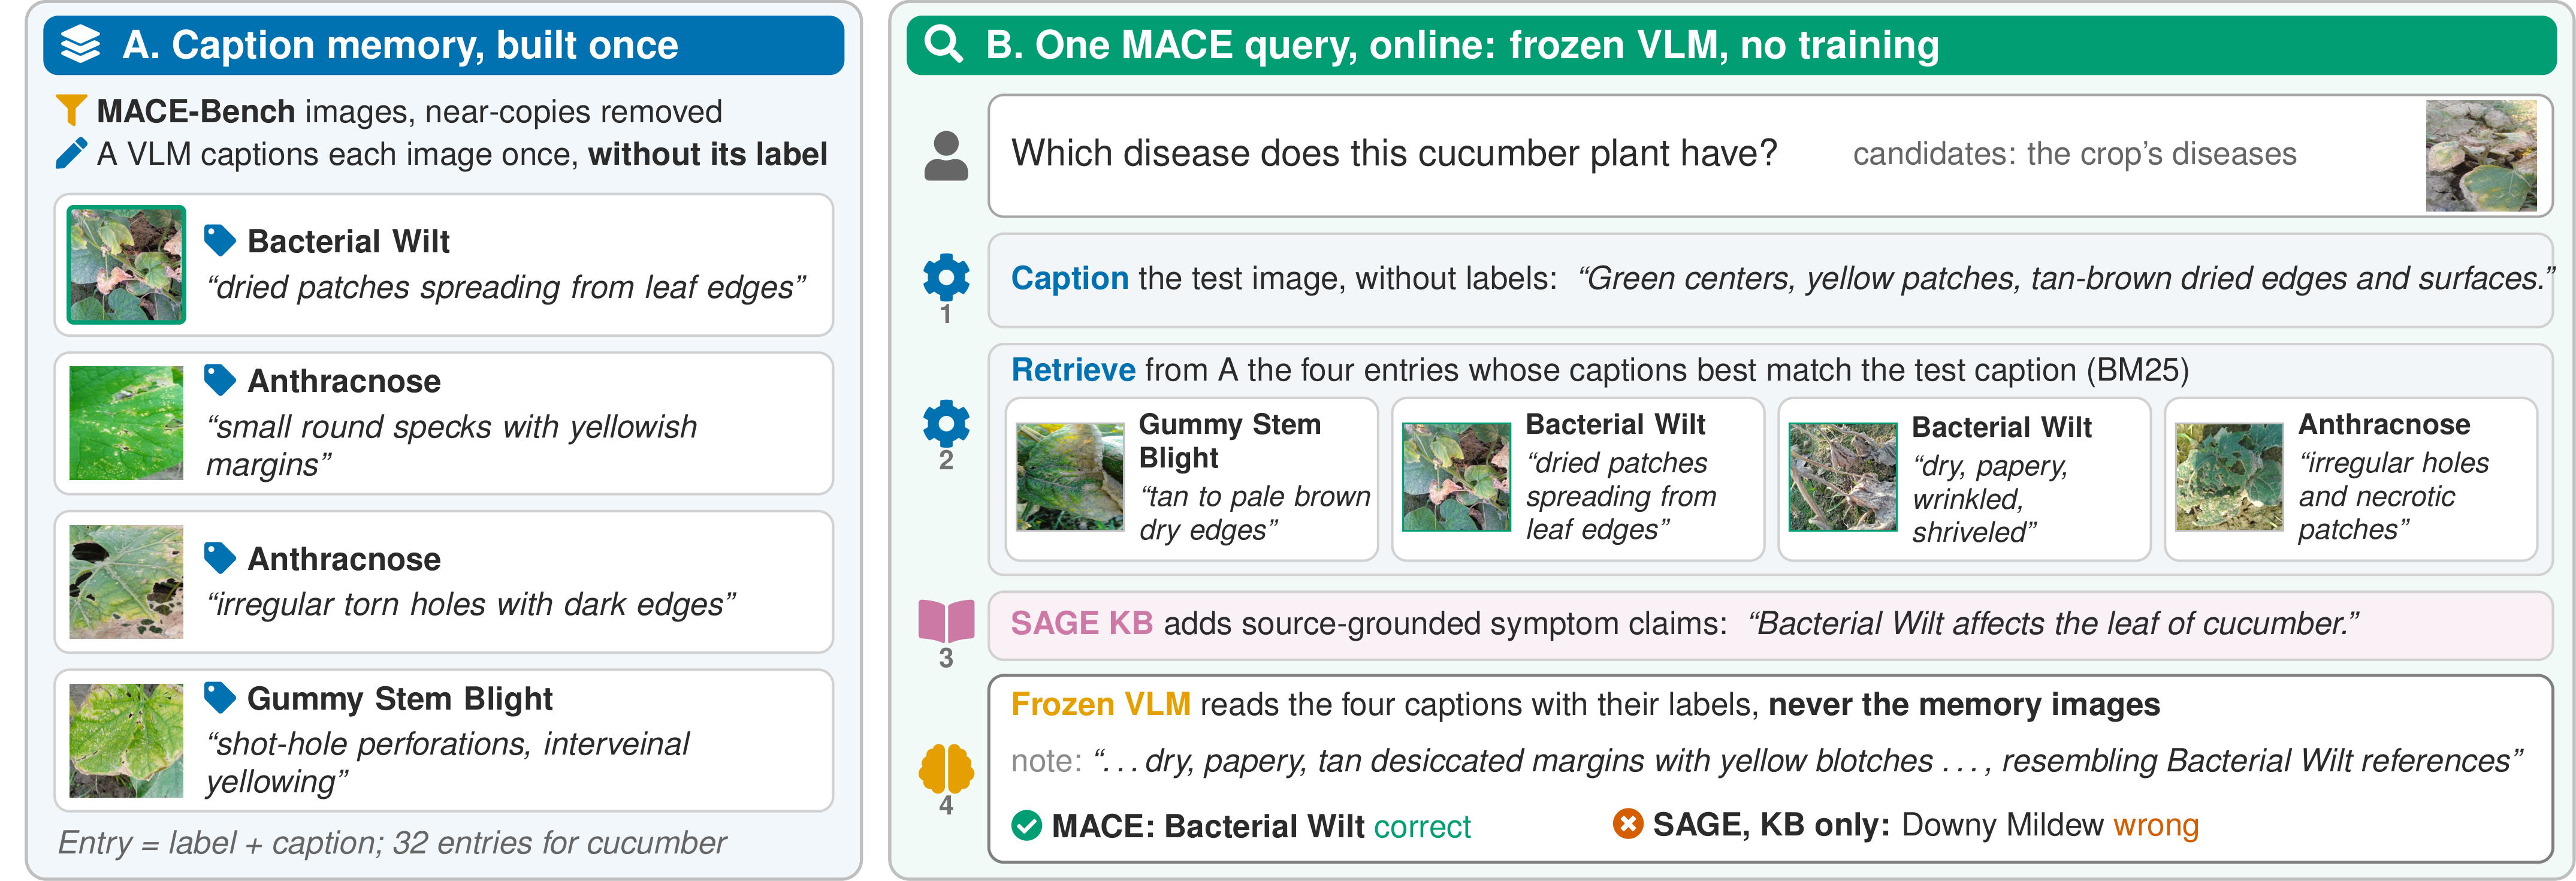 A. Caption memory, built once
MACE-Bench images, near-copies removed
A VLM captions each image once, without its label
Bacterial Wilt
“dried patches spreading from leaf edges”
Anthracnose
“small round specks with yellowish
margins”
Anthracnose
“irregular torn holes with dark edges”
Gummy Stem Blight
“shot-hole perforations, interveinal
yellowing”
Entry = label + caption; 32 entries for cucumber
B. One MACE query, online: frozen VLM, no training
Which disease does this cucumber plant have? candidates: the crop’s diseases
1
Caption the test image, without labels: “Green centers, yellow patches, tan-brown dried edges and surfaces.”
2
Retrieve from A the four entries whose captions best match the test caption (BM25)
Gummy Stem
Blight
“tan to pale brown
dry edges”
Bacterial Wilt
“dried patches
spreading from
leaf edges”
Bacterial Wilt
“dry, papery,
wrinkled,
shriveled”
Anthracnose
“irregular holes
and necrotic
patches”
3
SAGE KB adds source-grounded symptom claims: “Bacterial Wilt affects the leaf of cucumber.”
4
Frozen VLM reads the four captions with their labels, never the memory images
note: “. . . dry, papery, tan desiccated margins with yellow blotches . . . , resembling Bacterial Wilt references”
MACE: Bacterial Wilt correct
SAGE, KB only: Downy Mildew wrong